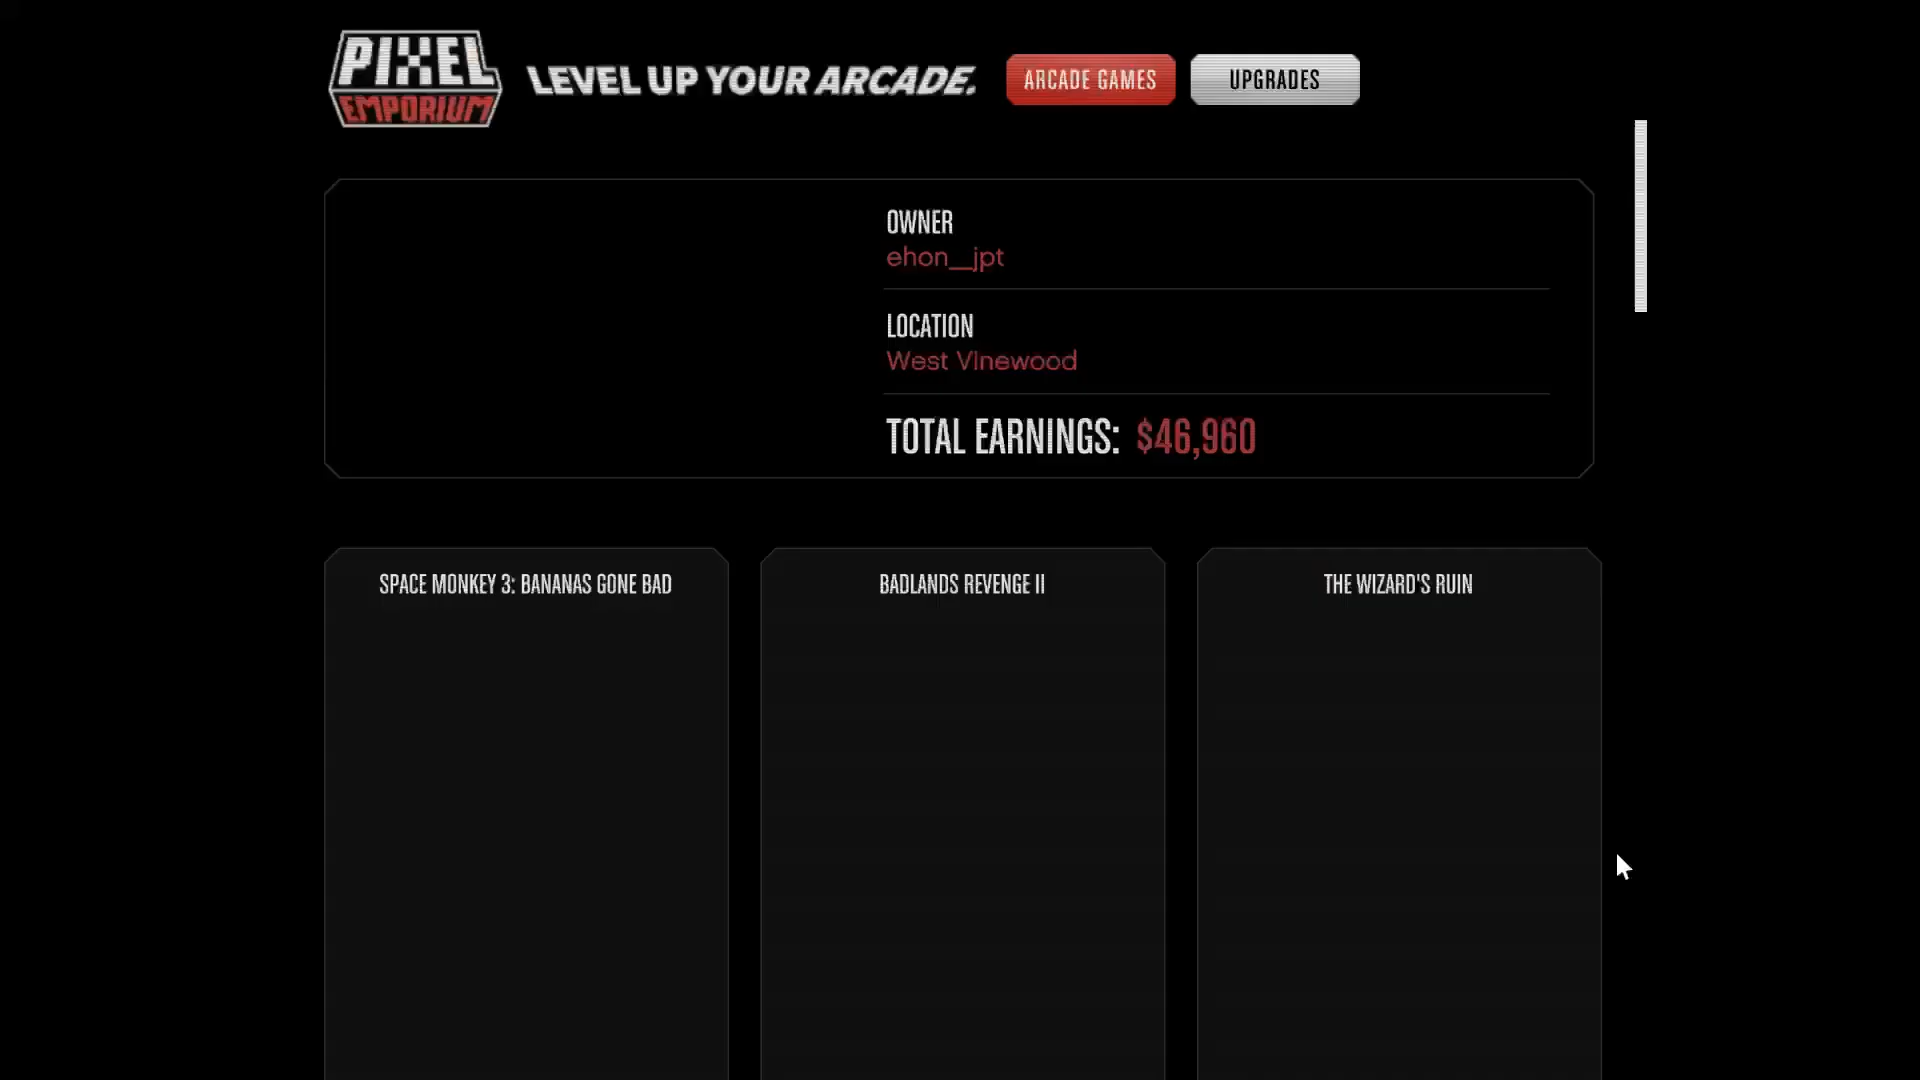 PIXEL
EMPORIUM
LEVEL UP YOUR ARCADE.
ARCADE GAMES
UPGRADES
OWNER
ehon__jpt
LOCATION
West Vinewood
TOTAL EARNINGS: $46,960
SPACE MONKEY 3: BANANAS GONE BAD
BADLANDS REVENGE II
THE WIZARD'S RUIN